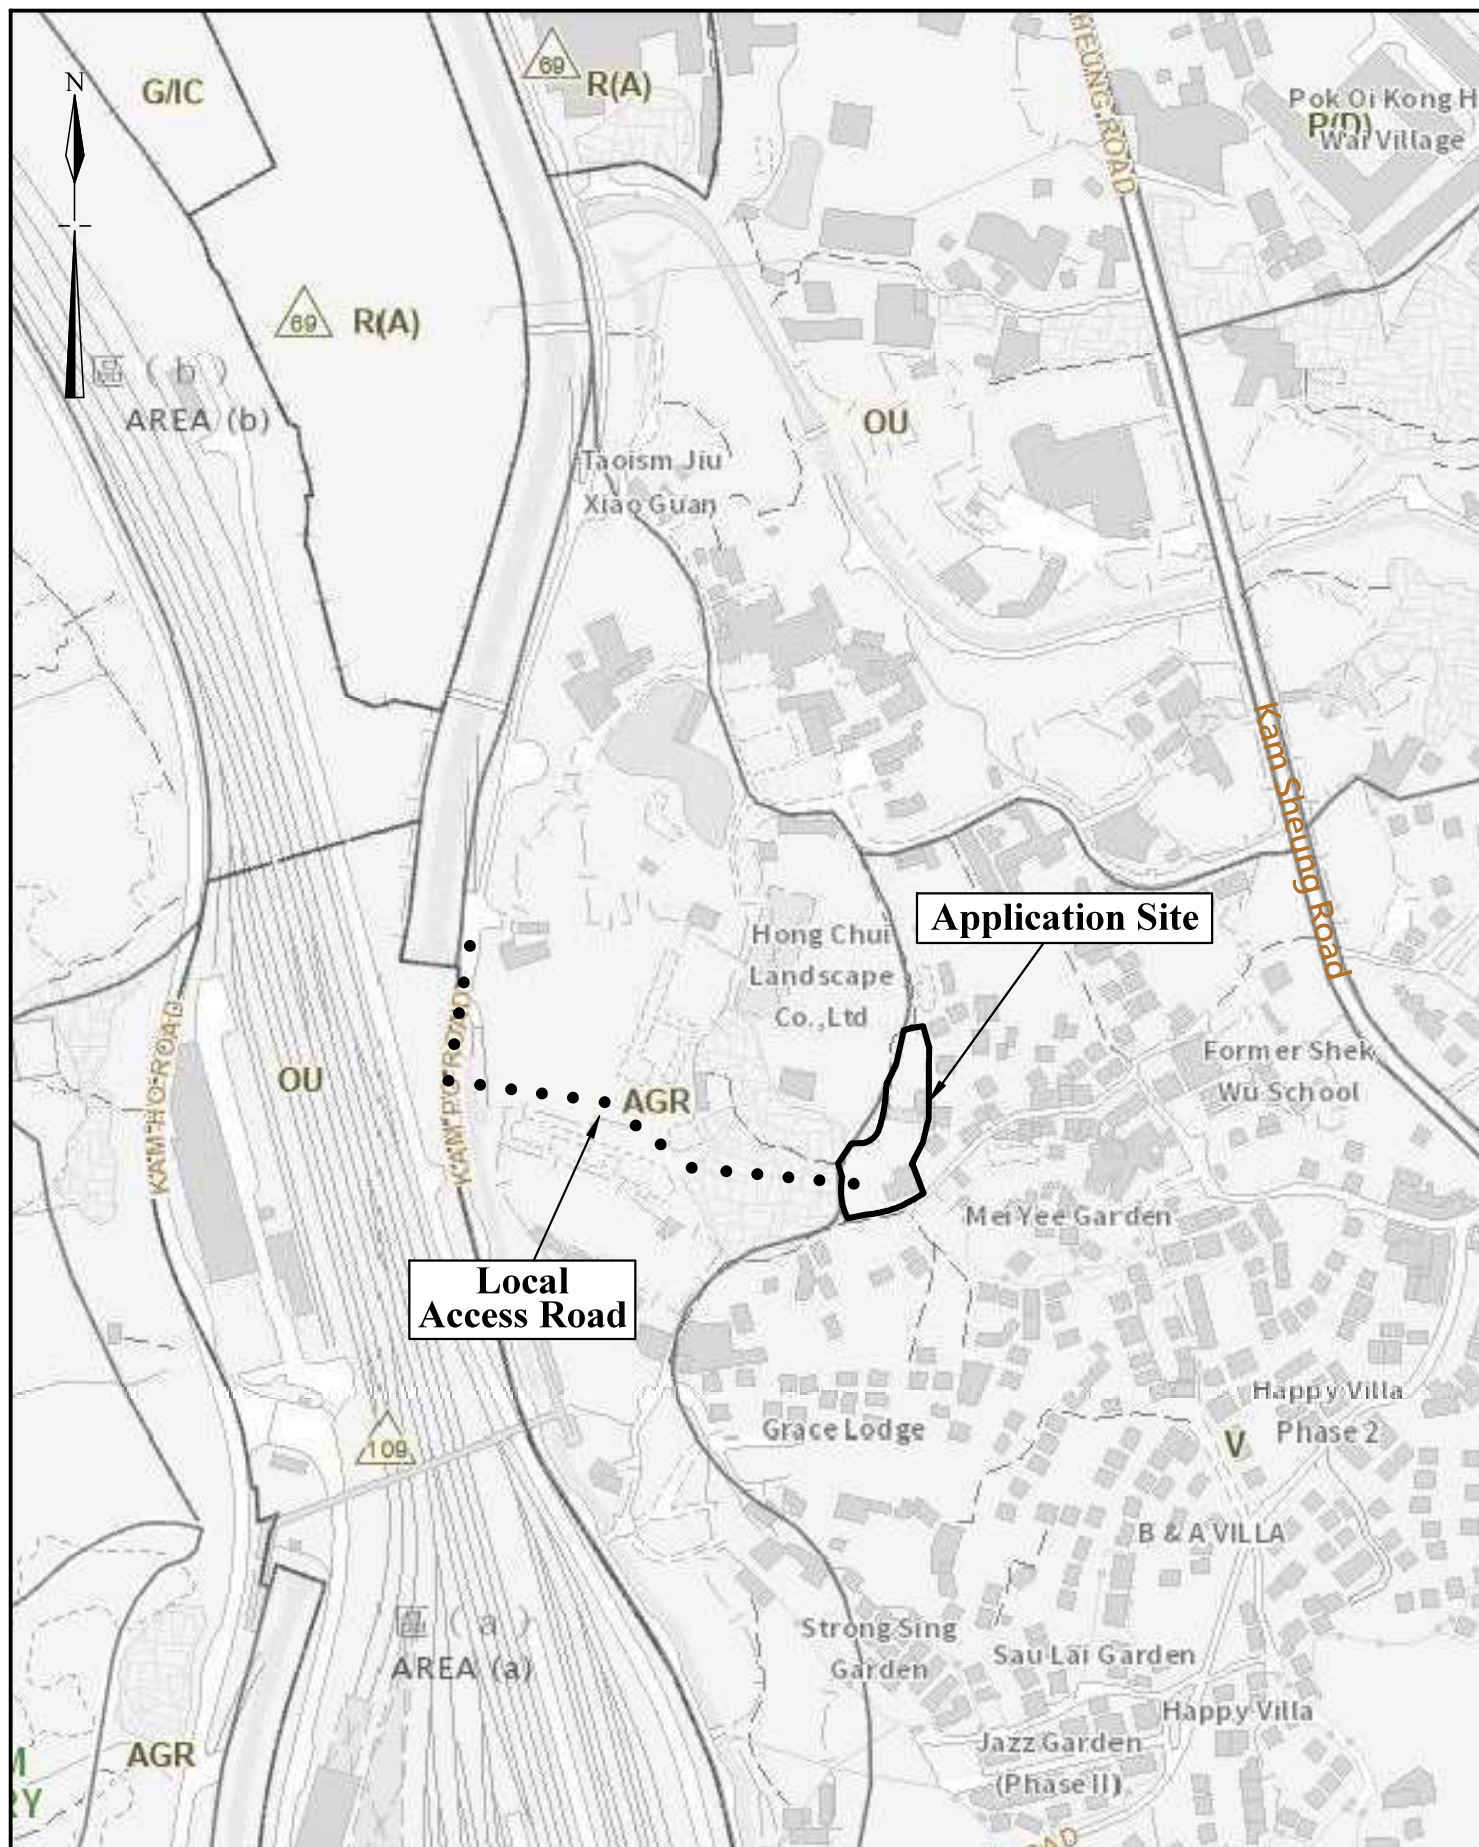 N
G/IC
69
R(A)
Pok Oi Kong H
P(D)
Wai Village
69
R(A)
區 ( b )
AREA (b)
OU
Taoism Jiu
Xiao Guan
Kam Sheung Road
Application Site
Hong Chui
Landscape
Co.,Ltd
KAM HO ROAD
OU
KAM PO ROAD
AGR
Former Shek
Wu School
Mei Yee Garden
Local
Access Road
Happy Villa
Phase 2
Grace Lodge
V
109
B & A VILLA
區 ( a )
AREA (a)
Strong Sing
Garden
Sau Lai Garden
Happy Villa
AGR
Jazz Garden
(Phase II)